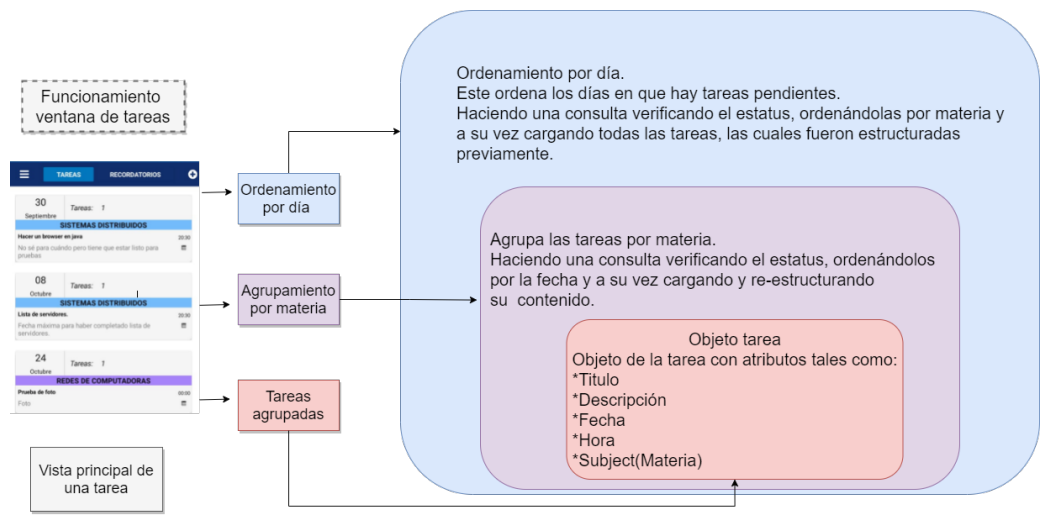 Funcionamiento
ventana de tareas
TAREAS
RECORDATORIOS
30
Septiembre
Tareas: 1
SISTEMAS DISTRIBUIDOS
Hacer un browser en java
20:30
No sé para cuándo pero tiene que estar listo para
pruebas
08
Octubre
Tareas: 1
SISTEMAS DISTRIBUIDOS
Lista de servidores.
20:30
Fecha máxima para haber completado lista de
servidores.
24
Octubre
Tareas: 1
REDES DE COMPUTADORAS
Prueba de foto
00:00
Foto
Vista principal de
una tarea
Ordenamiento
por día
Agrupamiento
por materia
Tareas
agrupadas
Ordenamiento por día.
Este ordena los días en que hay tareas pendientes.
Haciendo una consulta verificando el estatus, ordenándolas por materia y
a su vez cargando todas las tareas, las cuales fueron estructuradas
previamente.
Agrupa las tareas por materia.
Haciendo una consulta verificando el estatus, ordenándolos
por la fecha y a su vez cargando y re-estructurando
su contenido.
Objeto tarea
Objeto de la tarea con atributos tales como:
*Titulo
*Descripción
*Fecha
*Hora
*Subject(Materia)